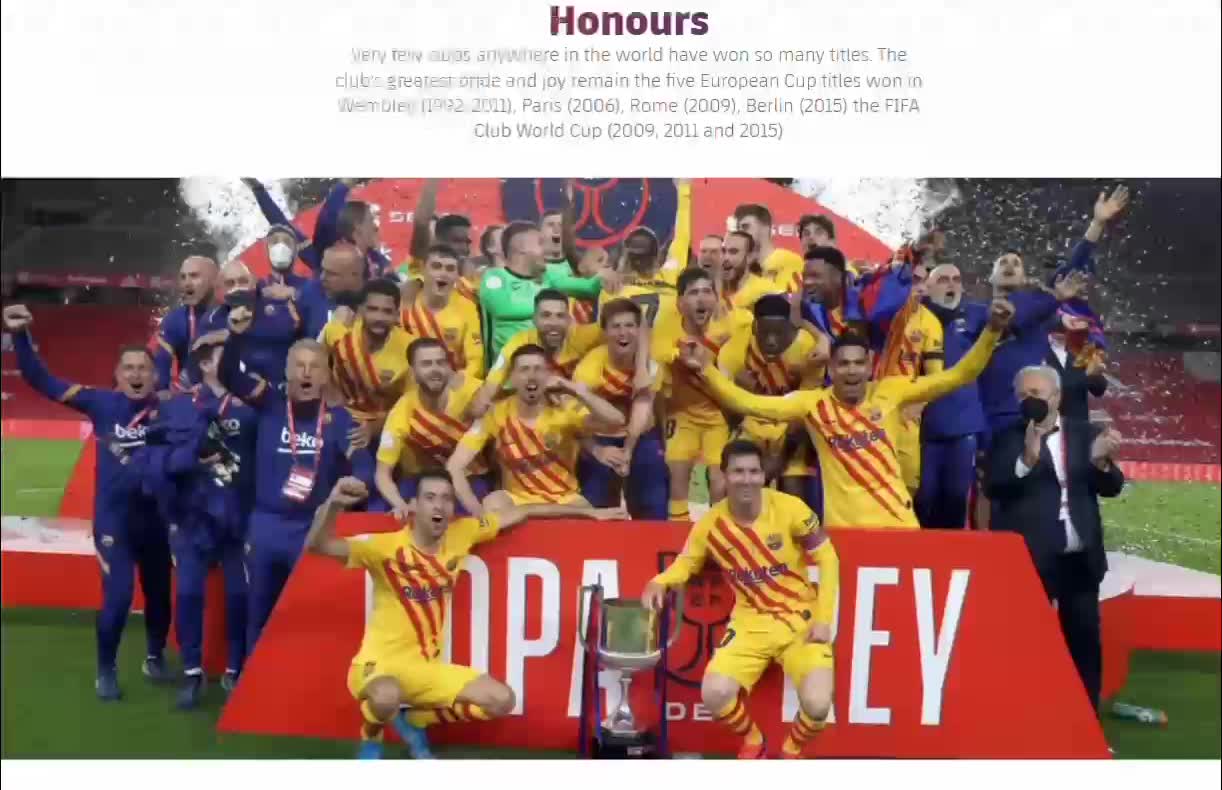 Honours
Very few clubs anywhere in the world have won so many titles. The
club's greatest pride and joy remain the five European Cup titles won in
Wembley (1992, 2011), Paris (2006), Rome (2009), Berlin (2015) the FIFA
Club World Cup (2009, 2011 and 2015)
beko
beko
Rakuten
Rakuten
Rakuten
OPA
REY
DE